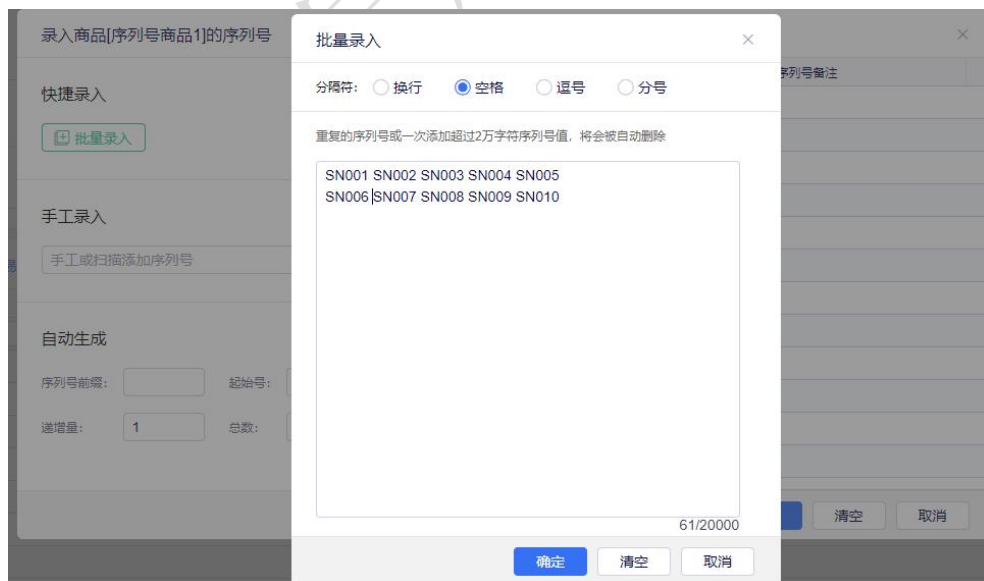 录入商品[序列号商品1]的序列号
快捷录入
批量录入
手工录入
手工或扫描添加序列号
自动生成
序列号前缀:
起始号:
递增量: 1
总数:
批量录入
分隔符: 换行 空格 逗号 分号
重复的序列号或一次添加超过2万字符序列号值,将会被自动删除
SN001 SN002 SN003 SN004 SN005
SN006 SN007 SN008 SN009 SN010
61/20000
确定 清空 取消
序列号备注
清空 取消